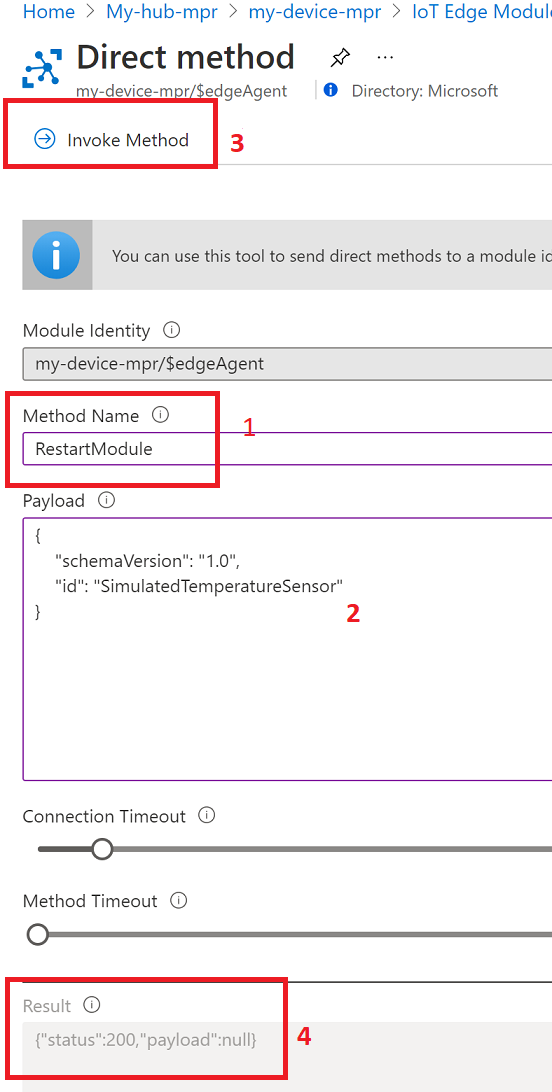 Home > My-hub-mpr > my-device-mpr > IoT Edge Modul
Direct method
my-device-mpr/$edgeAgent | Directory: Microsoft
Invoke Method
3
You can use this tool to send direct methods to a module id
Module Identity
my-device-mpr/$edgeAgent
Method Name
1
RestartModule
Payload
{
"schemaVersion": "1.0",
"id": "SimulatedTemperatureSensor"
}
2
Connection Timeout
Method Timeout
Result
{"status":200,"payload":null}
4